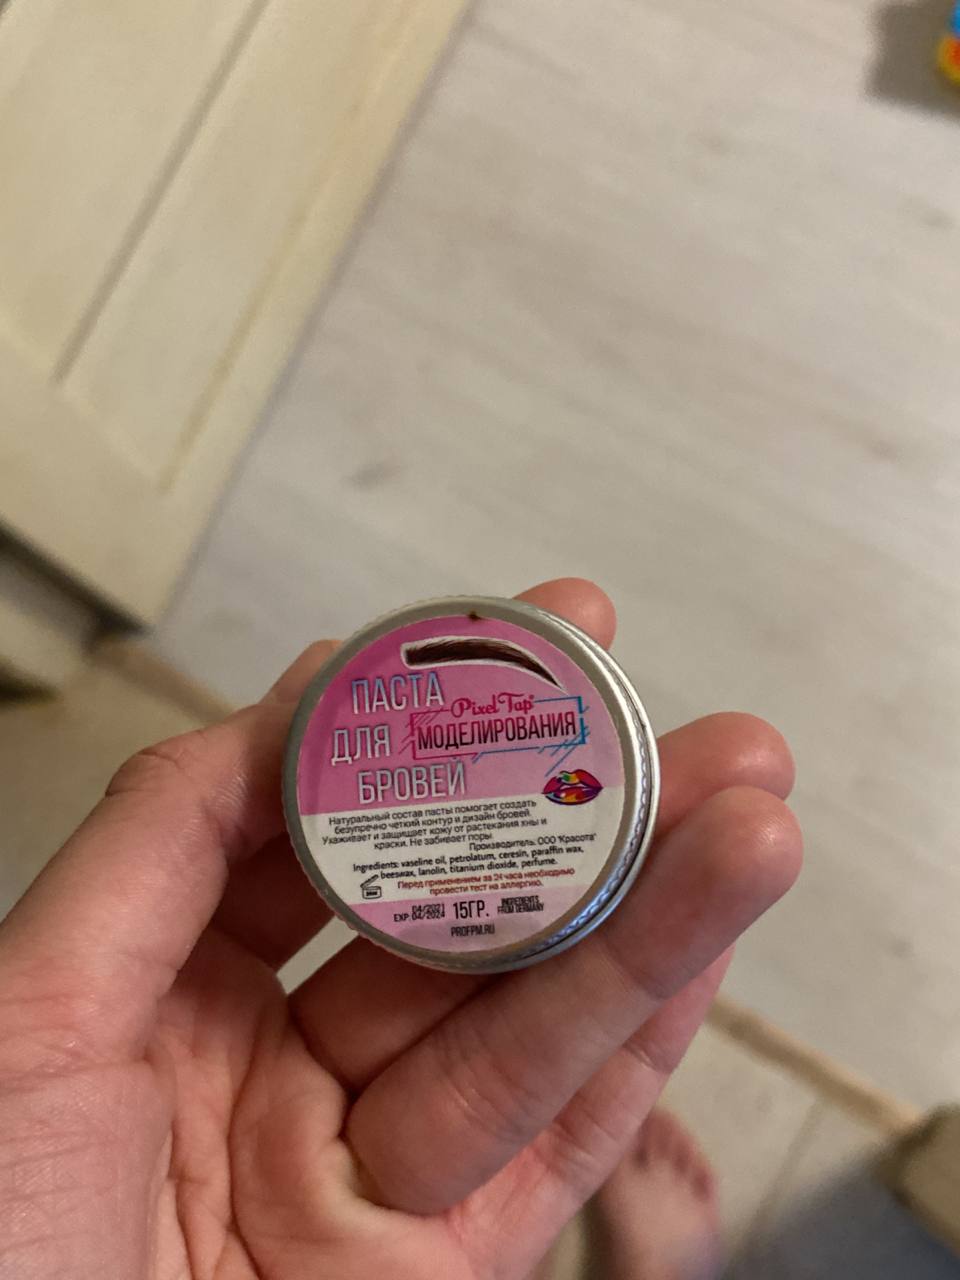 ПАСТА
Pixel Tap®
ДЛЯ МОДЕЛИРОВАНИЯ
БРОВЕЙ
Натуральный состав пасты помогает создать
безупречно четкий контур и дизайн бровей.
Ухаживает и защищает кожу от растекания хны и
краски. Не забивает поры.
Производитель: ООО "Красота"
Ingredients: vaseline oil, petrolatum, ceresin, paraffin wax,
beeswax, lanolin, titanium dioxide, perfume.
Перед применением за 24 часа необходимо
провести тест на аллергию.
04/2021
EXP: 04/2024
15ГР.
INGREDIENTS
FROM GERMANY
PROFPM.RU